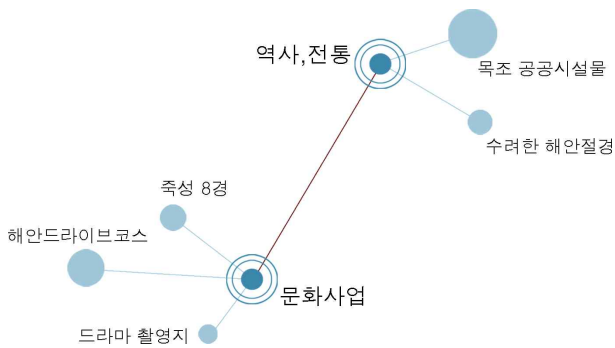 역사,전통
목조 공공시설물
수려한 해안절경
죽성 8경
해안드라이브코스
문화사업
드라마 촬영지